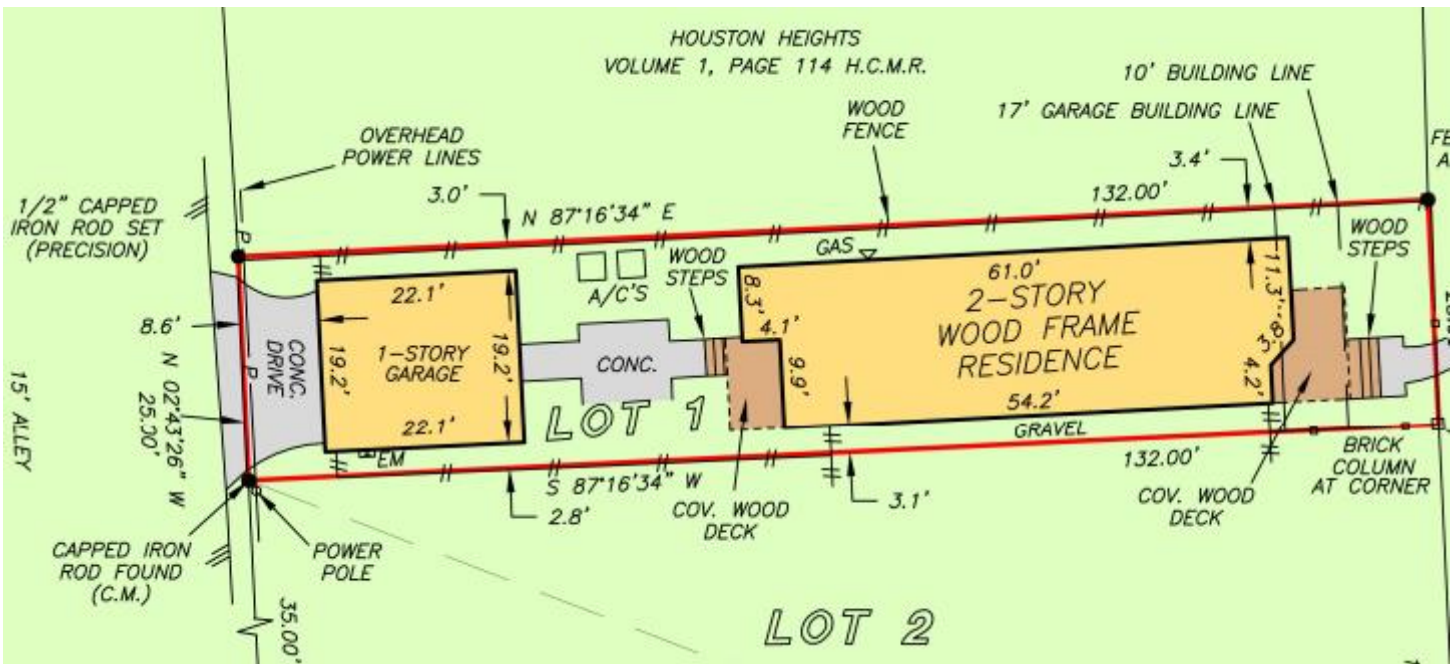 HOUSTON HEIGHTS
VOLUME 1, PAGE 114 H.C.M.R.
10' BUILDING LINE
17' GARAGE BUILDING LINE
WOOD
FENCE
OVERHEAD
POWER LINES
3.4'
3.0'
132.00'
1/2" CAPPED
IRON ROD SET
(PRECISION)
N 87°16'34" E
P
WOOD
STEPS
GAS
WOOD
STEPS
A/C'S
61.0'
11.3'
8.3'
22.1'
2-STORY
WOOD FRAME
RESIDENCE
8.6'
4.1'
3.8'
CONC.
DRIVE
19.2'
1-STORY
GARAGE
19.2'
CONC.
9.9'
4.2'
P
N 02°43'26" W
25.00'
15' ALLEY
54.2'
22.1'
LOT 1
GRAVEL
EM
S 87°16'34" W
132.00'
BRICK
COLUMN
AT CORNER
2.8'
COV. WOOD
DECK
3.1'
COV. WOOD
DECK
CAPPED IRON
ROD FOUND
(C.M.)
POWER
POLE
35.00'
LOT 2